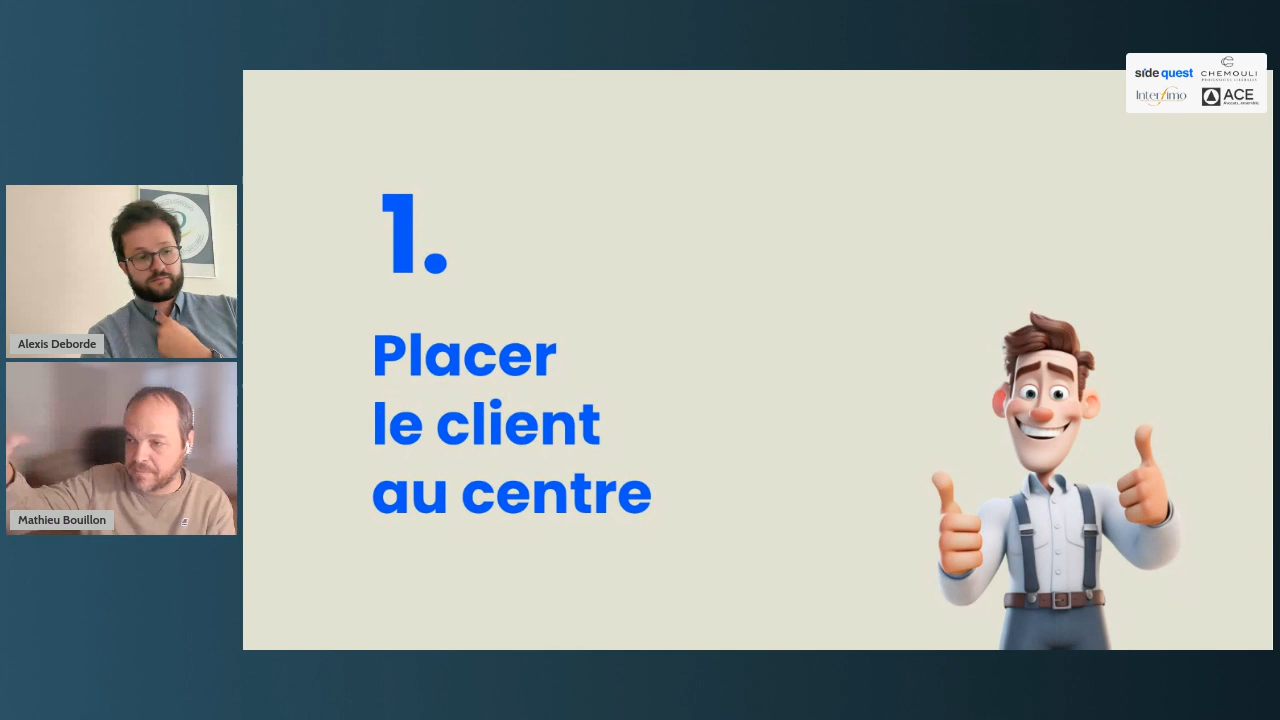 side quest
CHEMOULI
Interfimo
ACE
1.
Placer
le client
au centre
Alexis Deborde
Mathieu Bouillon